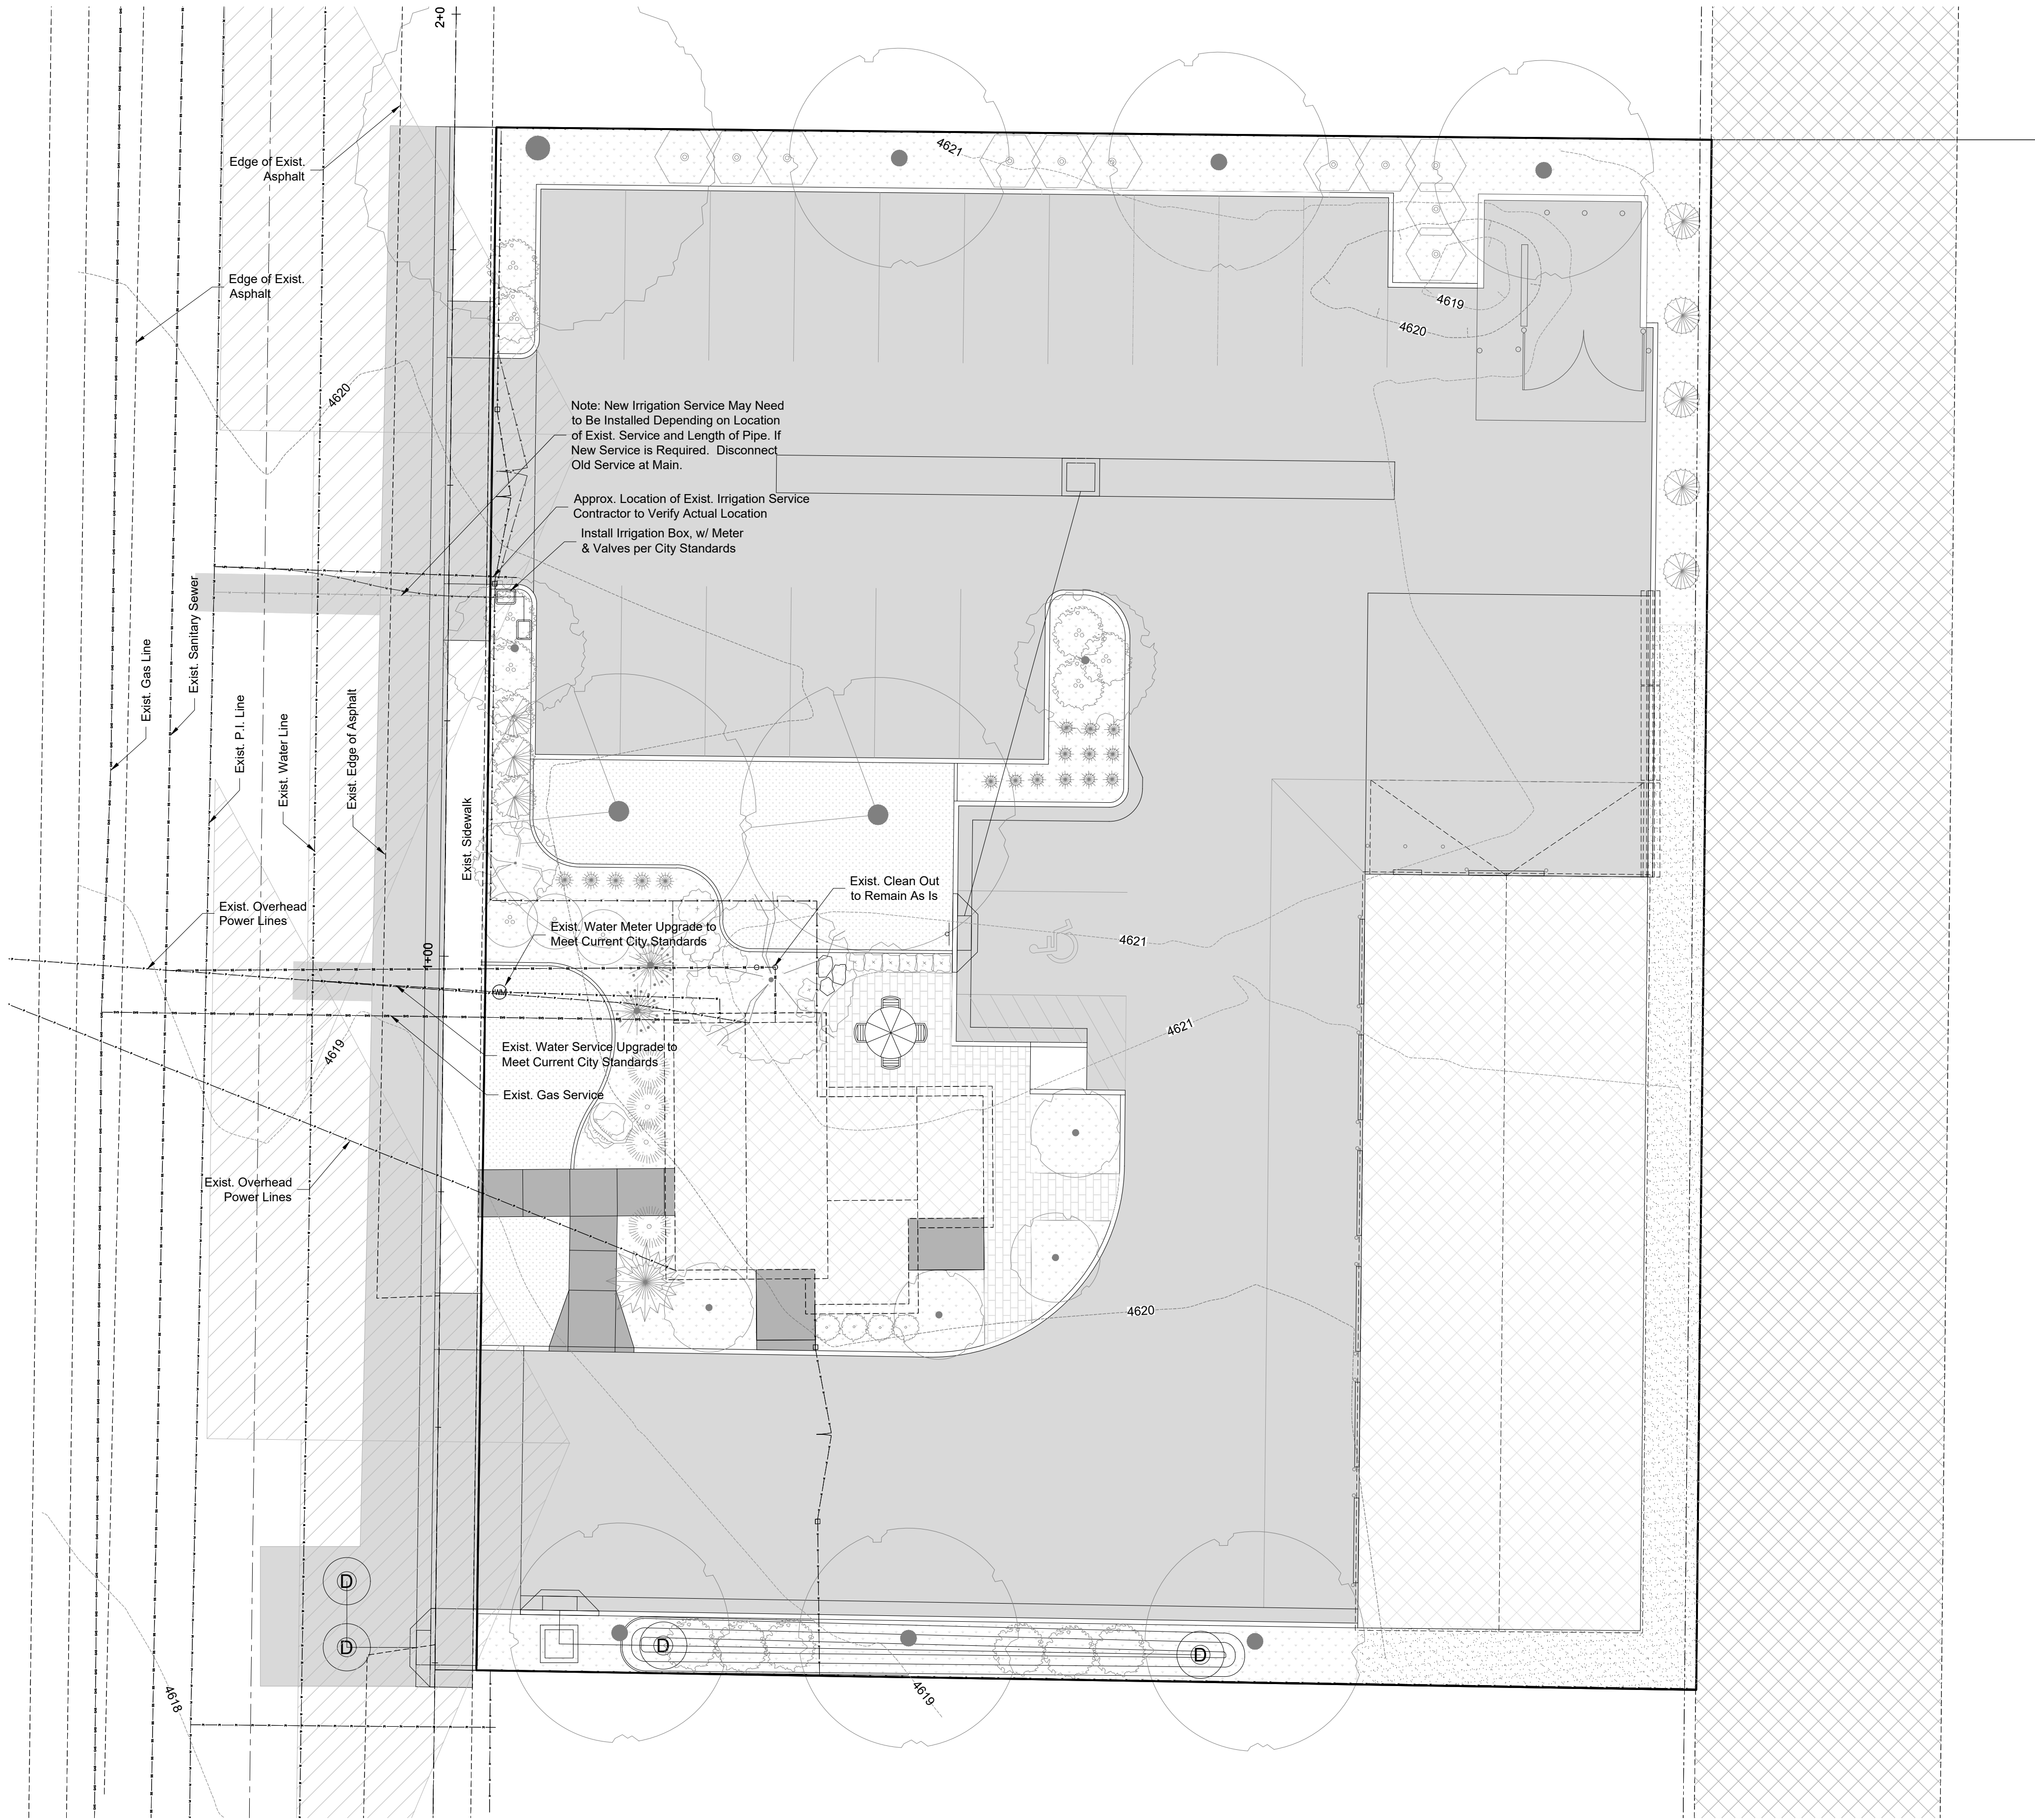 2+0
Edge of Exist.
Asphalt
4621
Edge of Exist.
Asphalt
4619
4620
4620
Note: New Irrigation Service May Need
to Be Installed Depending on Location
of Exist. Service and Length of Pipe. If
New Service is Required. Disconnect
Old Service at Main.
Approx. Location of Exist. Irrigation Service
Contractor to Verify Actual Location
Install Irrigation Box, w/ Meter
& Valves per City Standards
Exist. Gas Line
Exist. Sanitary Sewer
Exist. P.I. Line
Exist. Water Line
Exist. Edge of Asphalt
Exist. Sidewalk
Exist. Clean Out
to Remain As Is
Exist. Overhead
Power Lines
Exist. Water Meter Upgrade to
Meet Current City Standards
1+00
4621
WM
4621
4619
Exist. Water Service Upgrade to
Meet Current City Standards
Exist. Gas Service
Exist. Overhead
Power Lines
4620
D
D
D
D
4618
4619